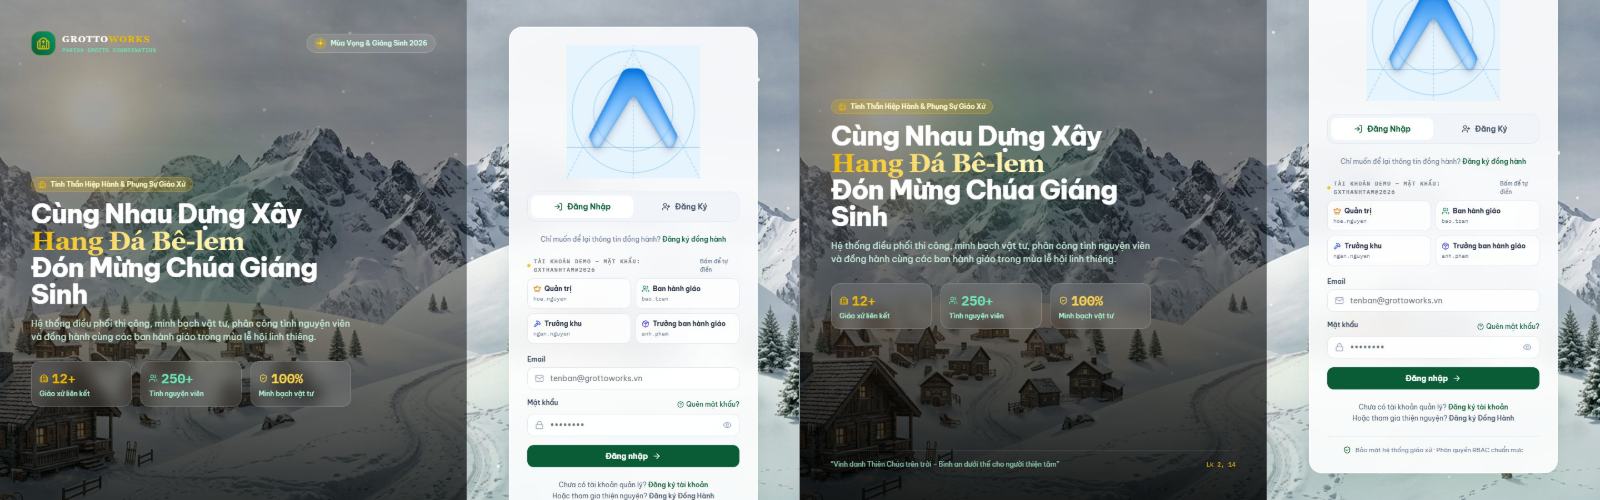 GROTTOWORKS
PARISH GROTTO COORDINATION
Mùa Vọng & Giáng Sinh 2026
Tinh Thần Hiệp Hành & Phụng Sự Giáo Xứ
Cùng Nhau Dựng Xây
Hang Đá Bê-lem
Đón Mừng Chúa Giáng
Sinh
Hệ thống điều phối thi công, minh bạch vật tư, phân công tình nguyện viên
và đồng hành cùng các ban hành giáo trong mùa lễ hội linh thiêng.
12+
Giáo xứ liên kết
250+
Tình nguyện viên
100%
Minh bạch vật tư
Đăng Nhập
Đăng Ký
Chỉ muốn để lại thông tin đồng hành? Đăng ký đồng hành
TÀI KHOẢN DEMO — MẬT KHẨU:
GXTHANHTAM@2026
Bấm để tự
điền
Quản trị
hoa.nguyen
Ban hành giáo
bao.tran
Trưởng khu
ngan.nguyen
Trưởng ban hành giáo
anh.pham
Email
tenban@grottoworks.vn
Mật khẩu
Quên mật khẩu?
••••••••
Đăng nhập →
Chưa có tài khoản quản lý? Đăng ký tài khoản
Hoặc tham gia thiện nguyện? Đăng Ký Đồng Hành
Tinh Thần Hiệp Hành & Phụng Sự Giáo Xứ
Cùng Nhau Dựng Xây
Hang Đá Bê-lem
Đón Mừng Chúa Giáng
Sinh
Hệ thống điều phối thi công, minh bạch vật tư, phân công tình nguyện viên
và đồng hành cùng các ban hành giáo trong mùa lễ hội linh thiêng.
12+
Giáo xứ liên kết
250+
Tình nguyện viên
100%
Minh bạch vật tư
"Vinh danh Thiên Chúa trên trời - Bình an dưới thế cho người thiện tâm"
Lc 2, 14
Đăng Nhập
Đăng Ký
Chỉ muốn để lại thông tin đồng hành? Đăng ký đồng hành
TÀI KHOẢN DEMO — MẬT KHẨU:
GXTHANHTAM@2026
Bấm để tự
điền
Quản trị
hoa.nguyen
Ban hành giáo
bao.tran
Trưởng khu
ngan.nguyen
Trưởng ban hành giáo
anh.pham
Email
tenban@grottoworks.vn
Mật khẩu
Quên mật khẩu?
••••••••
Đăng nhập →
Chưa có tài khoản quản lý? Đăng ký tài khoản
Hoặc tham gia thiện nguyện? Đăng Ký Đồng Hành
Bảo mật hệ thống giáo xứ · Phân quyền RBAC chuẩn mực